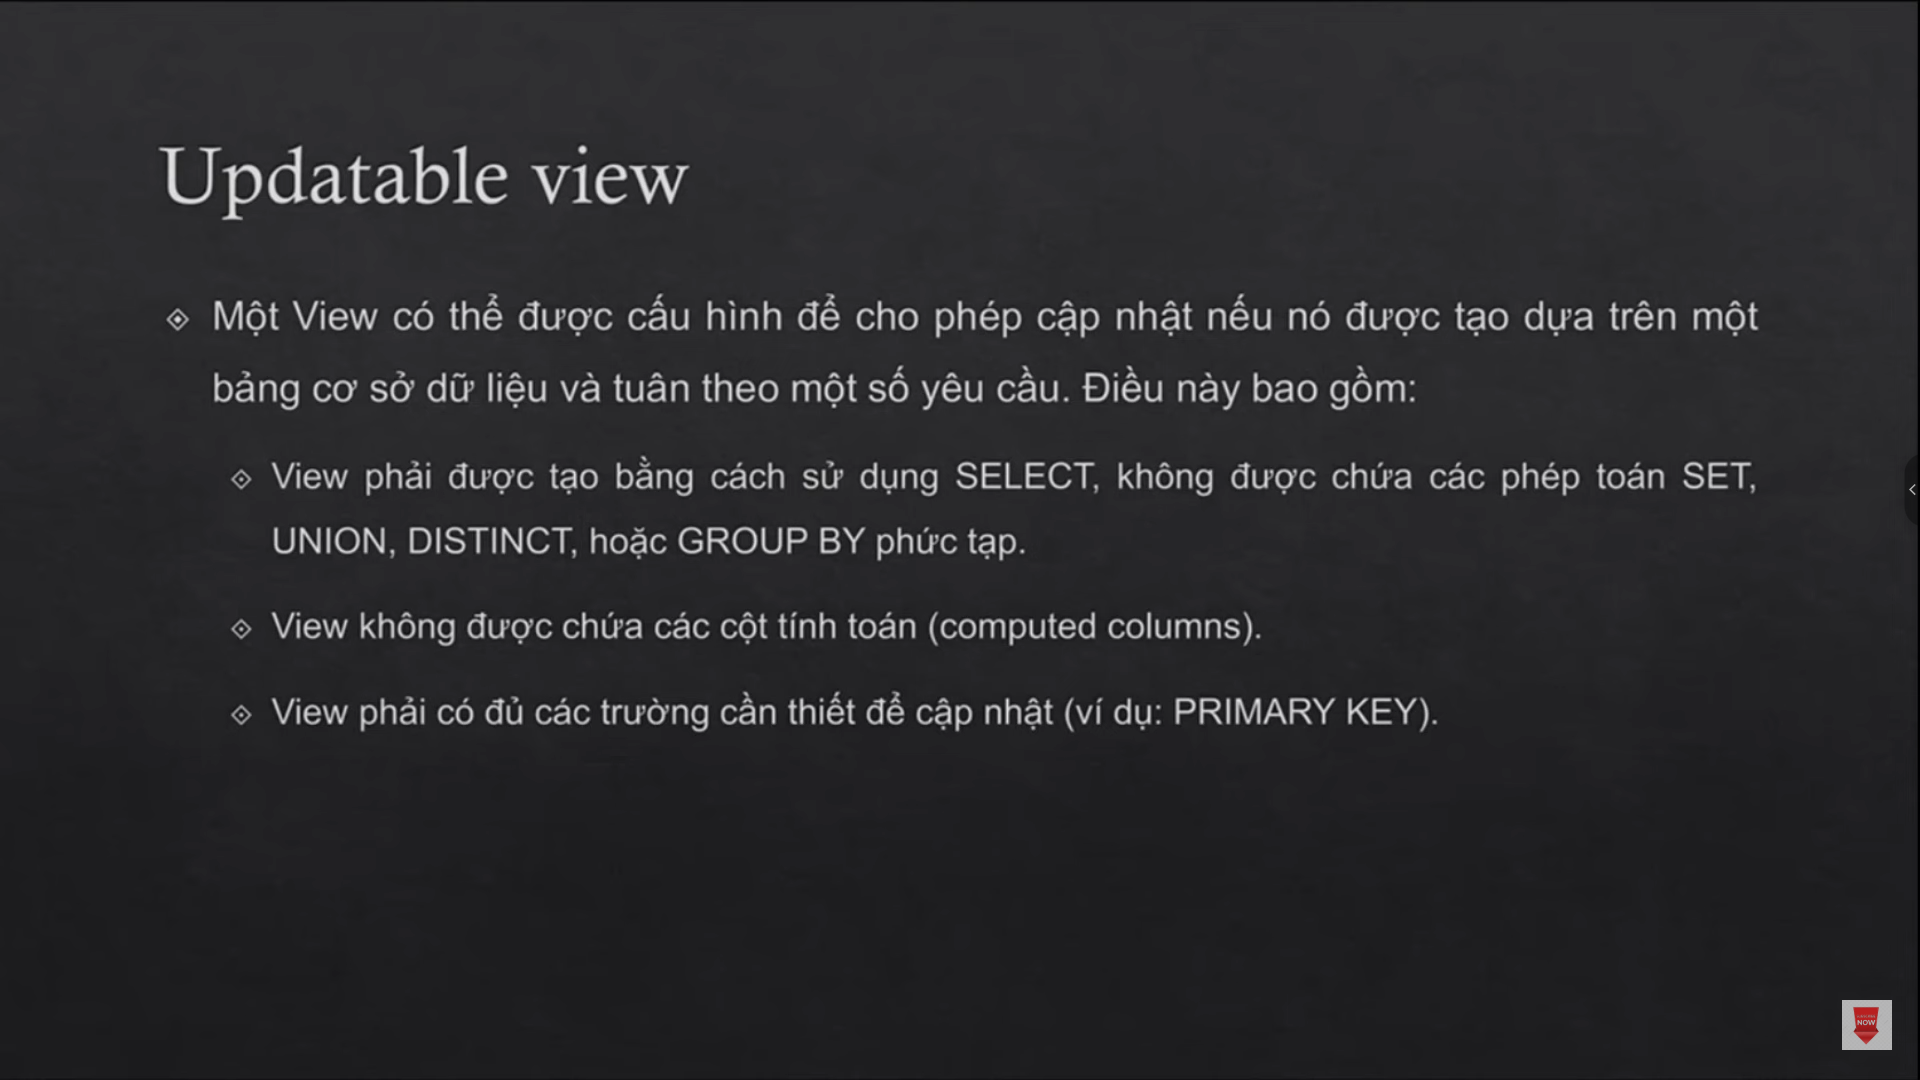 Updatable view
Một View có thể được cấu hình để cho phép cập nhật nếu nó được tạo dựa trên một
bảng cơ sở dữ liệu và tuân theo một số yêu cầu. Điều này bao gồm:
View phải được tạo bằng cách sử dụng SELECT, không được chứa các phép toán SET,
UNION, DISTINCT, hoặc GROUP BY phức tạp.
View không được chứa các cột tính toán (computed columns).
View phải có đủ các trường cần thiết để cập nhật (ví dụ: PRIMARY KEY).
NOW